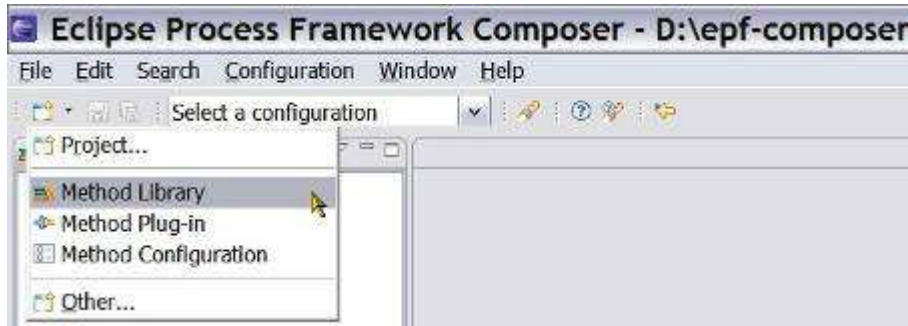 Eclipse Process Framework Composer - D:\epf-composer
File Edit Search Configuration Window Help
Select a configuration
Project...
Method Library
Method Plug-in
Method Configuration
Other...